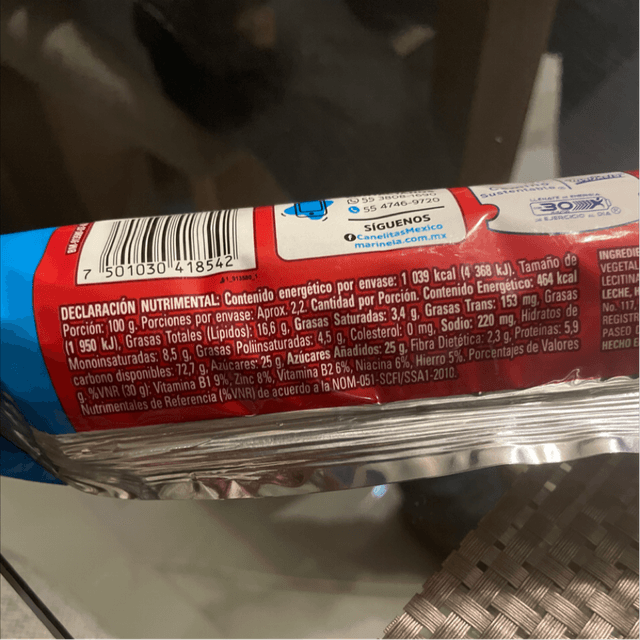 7 501030 418542
55 3808-1690
55 4746-9720
SÍGUENOS
CanelitasMexico
marinela.com.mx
Sustentable
30
DECLARACIÓN NUTRIMENTAL: Contenido energético por envase: 1 039 kcal (4 368 kJ). Tamaño de
Porción: 100 g. Porciones por envase: Aprox. 2,2. Cantidad por Porción. Contenido Energético: 464 kcal
(1 950 kJ), Grasas Totales (Lípidos): 16,6 g, Grasas Saturadas: 3,4 g, Grasas Trans: 153 mg, Grasas
Monoinsaturadas: 8,5 g, Grasas Poliinsaturadas: 4,5 g, Colesterol: 0 mg, Sodio: 220 mg, Hidratos de
carbono disponibles: 72,7 g, Azúcares: 25 g, Azúcares Añadidos: 25 g, Fibra Dietética: 2,3 g, Proteínas: 5,9
g. %VNR (30 g): Vitamina B1 9%, Zinc 8%, Vitamina B2 6%, Niacina 6%, Hierro 5%. Porcentajes de Valores
Nutrimentales de Referencia (%VNR) de acuerdo a la NOM-051-SCFI/SSA1-2010.
INGREDIE
VEGETAL
LECITIN
LECHE,
No. 11
REGISTR
PASEO
HECHO E